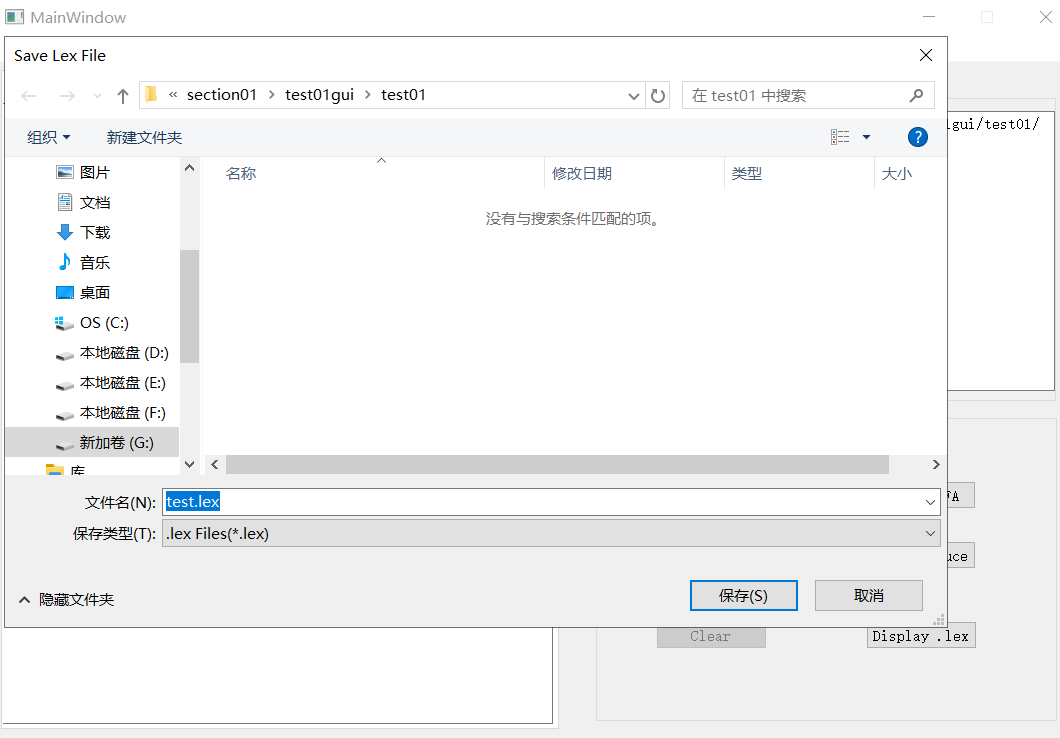 MainWindow
Save Lex File
« section01 › test01gui › test01
在 test01 中搜索
组织
新建文件夹
?
名称
修改日期
类型
大小
没有与搜索条件匹配的项。
图片
文档
下载
音乐
桌面
OS (C:)
本地磁盘 (D:)
本地磁盘 (E:)
本地磁盘 (F:)
新加卷 (G:)
库
文件名(N):
test.lex
保存类型(T):
.lex Files(*.lex)
隐藏文件夹
保存(S)
取消
gui/test01/
Clear
Display .lex